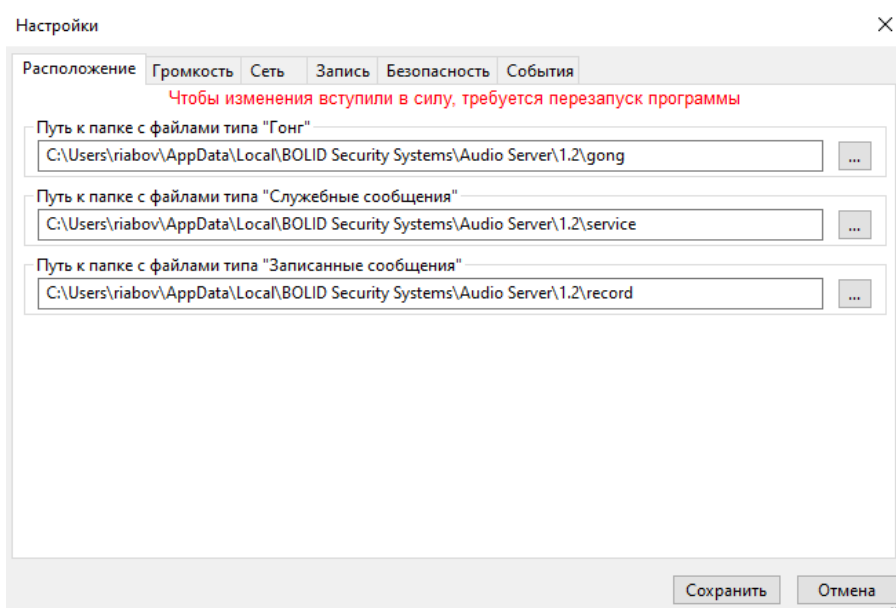 Настройки
Расположение Громкость Сеть Запись Безопасность События
Чтобы изменения вступили в силу, требуется перезапуск программы
Путь к папке с файлами типа "Гонг"
C:\Users\riabov\AppData\Local\BOLID Security Systems\Audio Server\1.2\gong ...
Путь к папке с файлами типа "Служебные сообщения"
C:\Users\riabov\AppData\Local\BOLID Security Systems\Audio Server\1.2\service ...
Путь к папке с файлами типа "Записанные сообщения"
C:\Users\riabov\AppData\Local\BOLID Security Systems\Audio Server\1.2\record ...
Сохранить Отмена